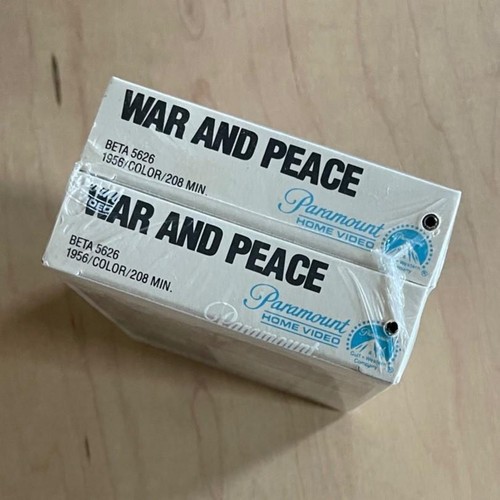 WAR AND PEACE
BETA 5626
1956/COLOR/208 MIN
Paramount
HOME VIDEO
WAR AND PEACE
BETA 5626
1956/COLOR/208 MIN.
Paramount
HOME VIDEO
Paramount